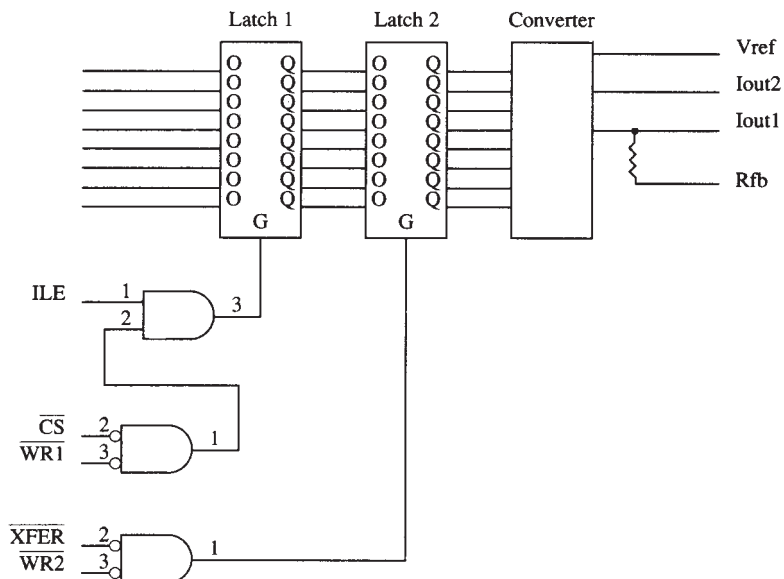 Latch 1 Latch 2 Converter
O Q O Q Vref
O Q O Q
O Q O Q Iout2
O Q O Q
O Q O Q Iout1
O Q O Q
O Q O Q Rfb
O Q O Q
G G
ILE 1
2 3
CS 2
WR1 3 1
XFER 2
WR2 3 1